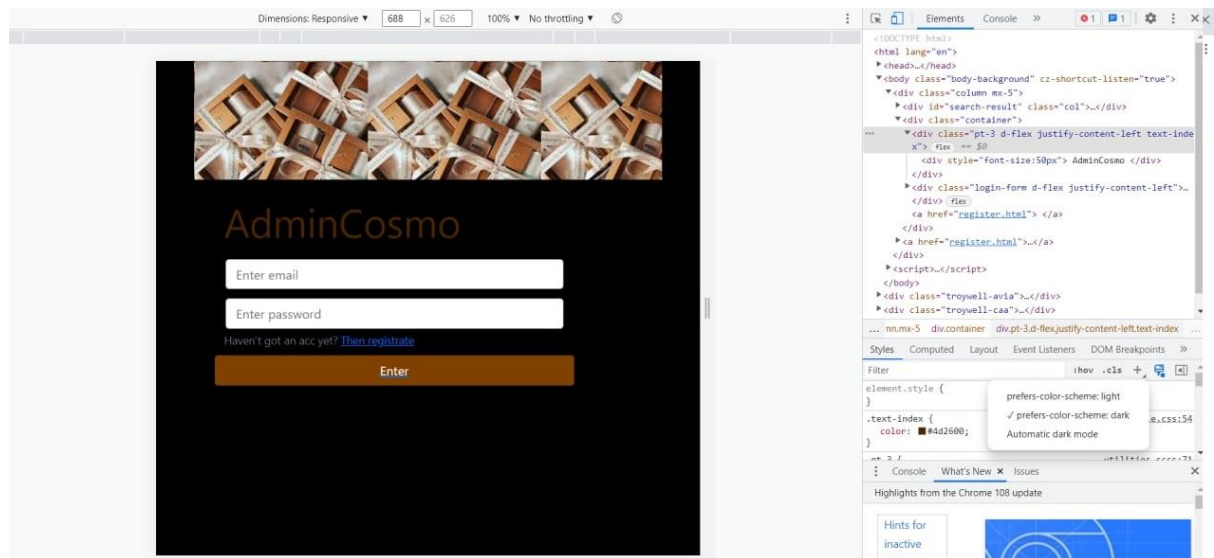 Dimensions: Responsive ▼ 688 x 626 100% ▼ No throttling ▼
Elements Console » 1 1
<!DOCTYPE html>
<html lang="en">
<head>…</head>
<body class="body-background" cz-shortcut-listen="true">
<div class="column mx-5">
<div id="search-result" class="col">…</div>
<div class="container">
<div class="pt-3 d-flex justify-content-left text-inde
x"> flex == $0
<div style="font-size:50px"> AdminCosmo </div>
</div>
<div class="login-form d-flex justify-content-left">…
</div> flex
<a href="register.html"> </a>
</div>
<a href="register.html">…</a>
</div>
<script>…</script>
</body>
<div class="troywell-avia">…</div>
<div class="troywell-caa">…</div>
... nn.mx-5 div.container div.pt-3.d-flex.justify-content-left.text-index ...
Styles Computed Layout Event Listeners DOM Breakpoints »
Filter :hov .cls +
element.style {
}
.text-index { e.css:54
color: #4d2600;
}
prefers-color-scheme: light
✓ prefers-color-scheme: dark
Automatic dark mode
Console What's New × Issues
Highlights from the Chrome 108 update
Hints for
inactive
AdminCosmo
Enter email
Enter password
Haven't got an acc yet? Then registrate
Enter